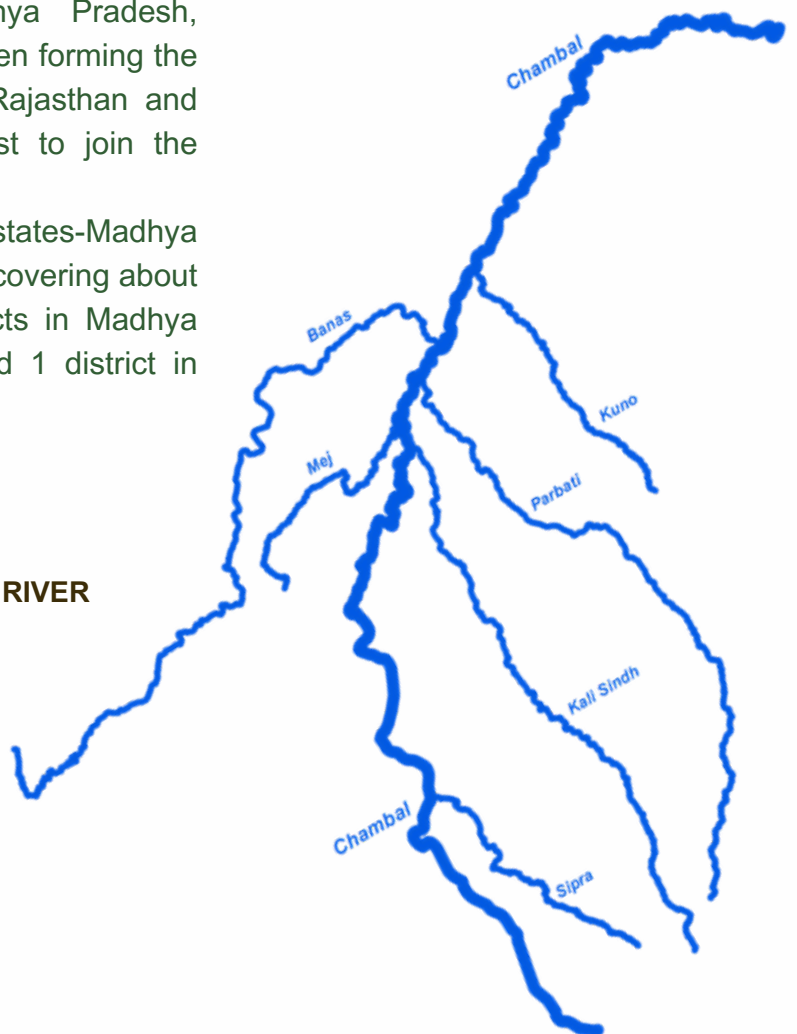 Pradesh,
en forming the
Rajasthan and
st to join the
states-Madhya
covering about
cts in Madhya
d 1 district in
RIVER
Chambal
Banas
Kuno
Mej
Parbati
Kali Sindh
Chambal
Sipra